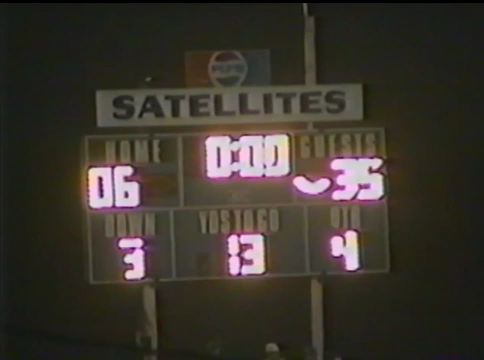 PEPSI
SATELLITES
HOME 0:00 GUESTS
06 35
DOWN YDS TO GO QTR
3 13 4